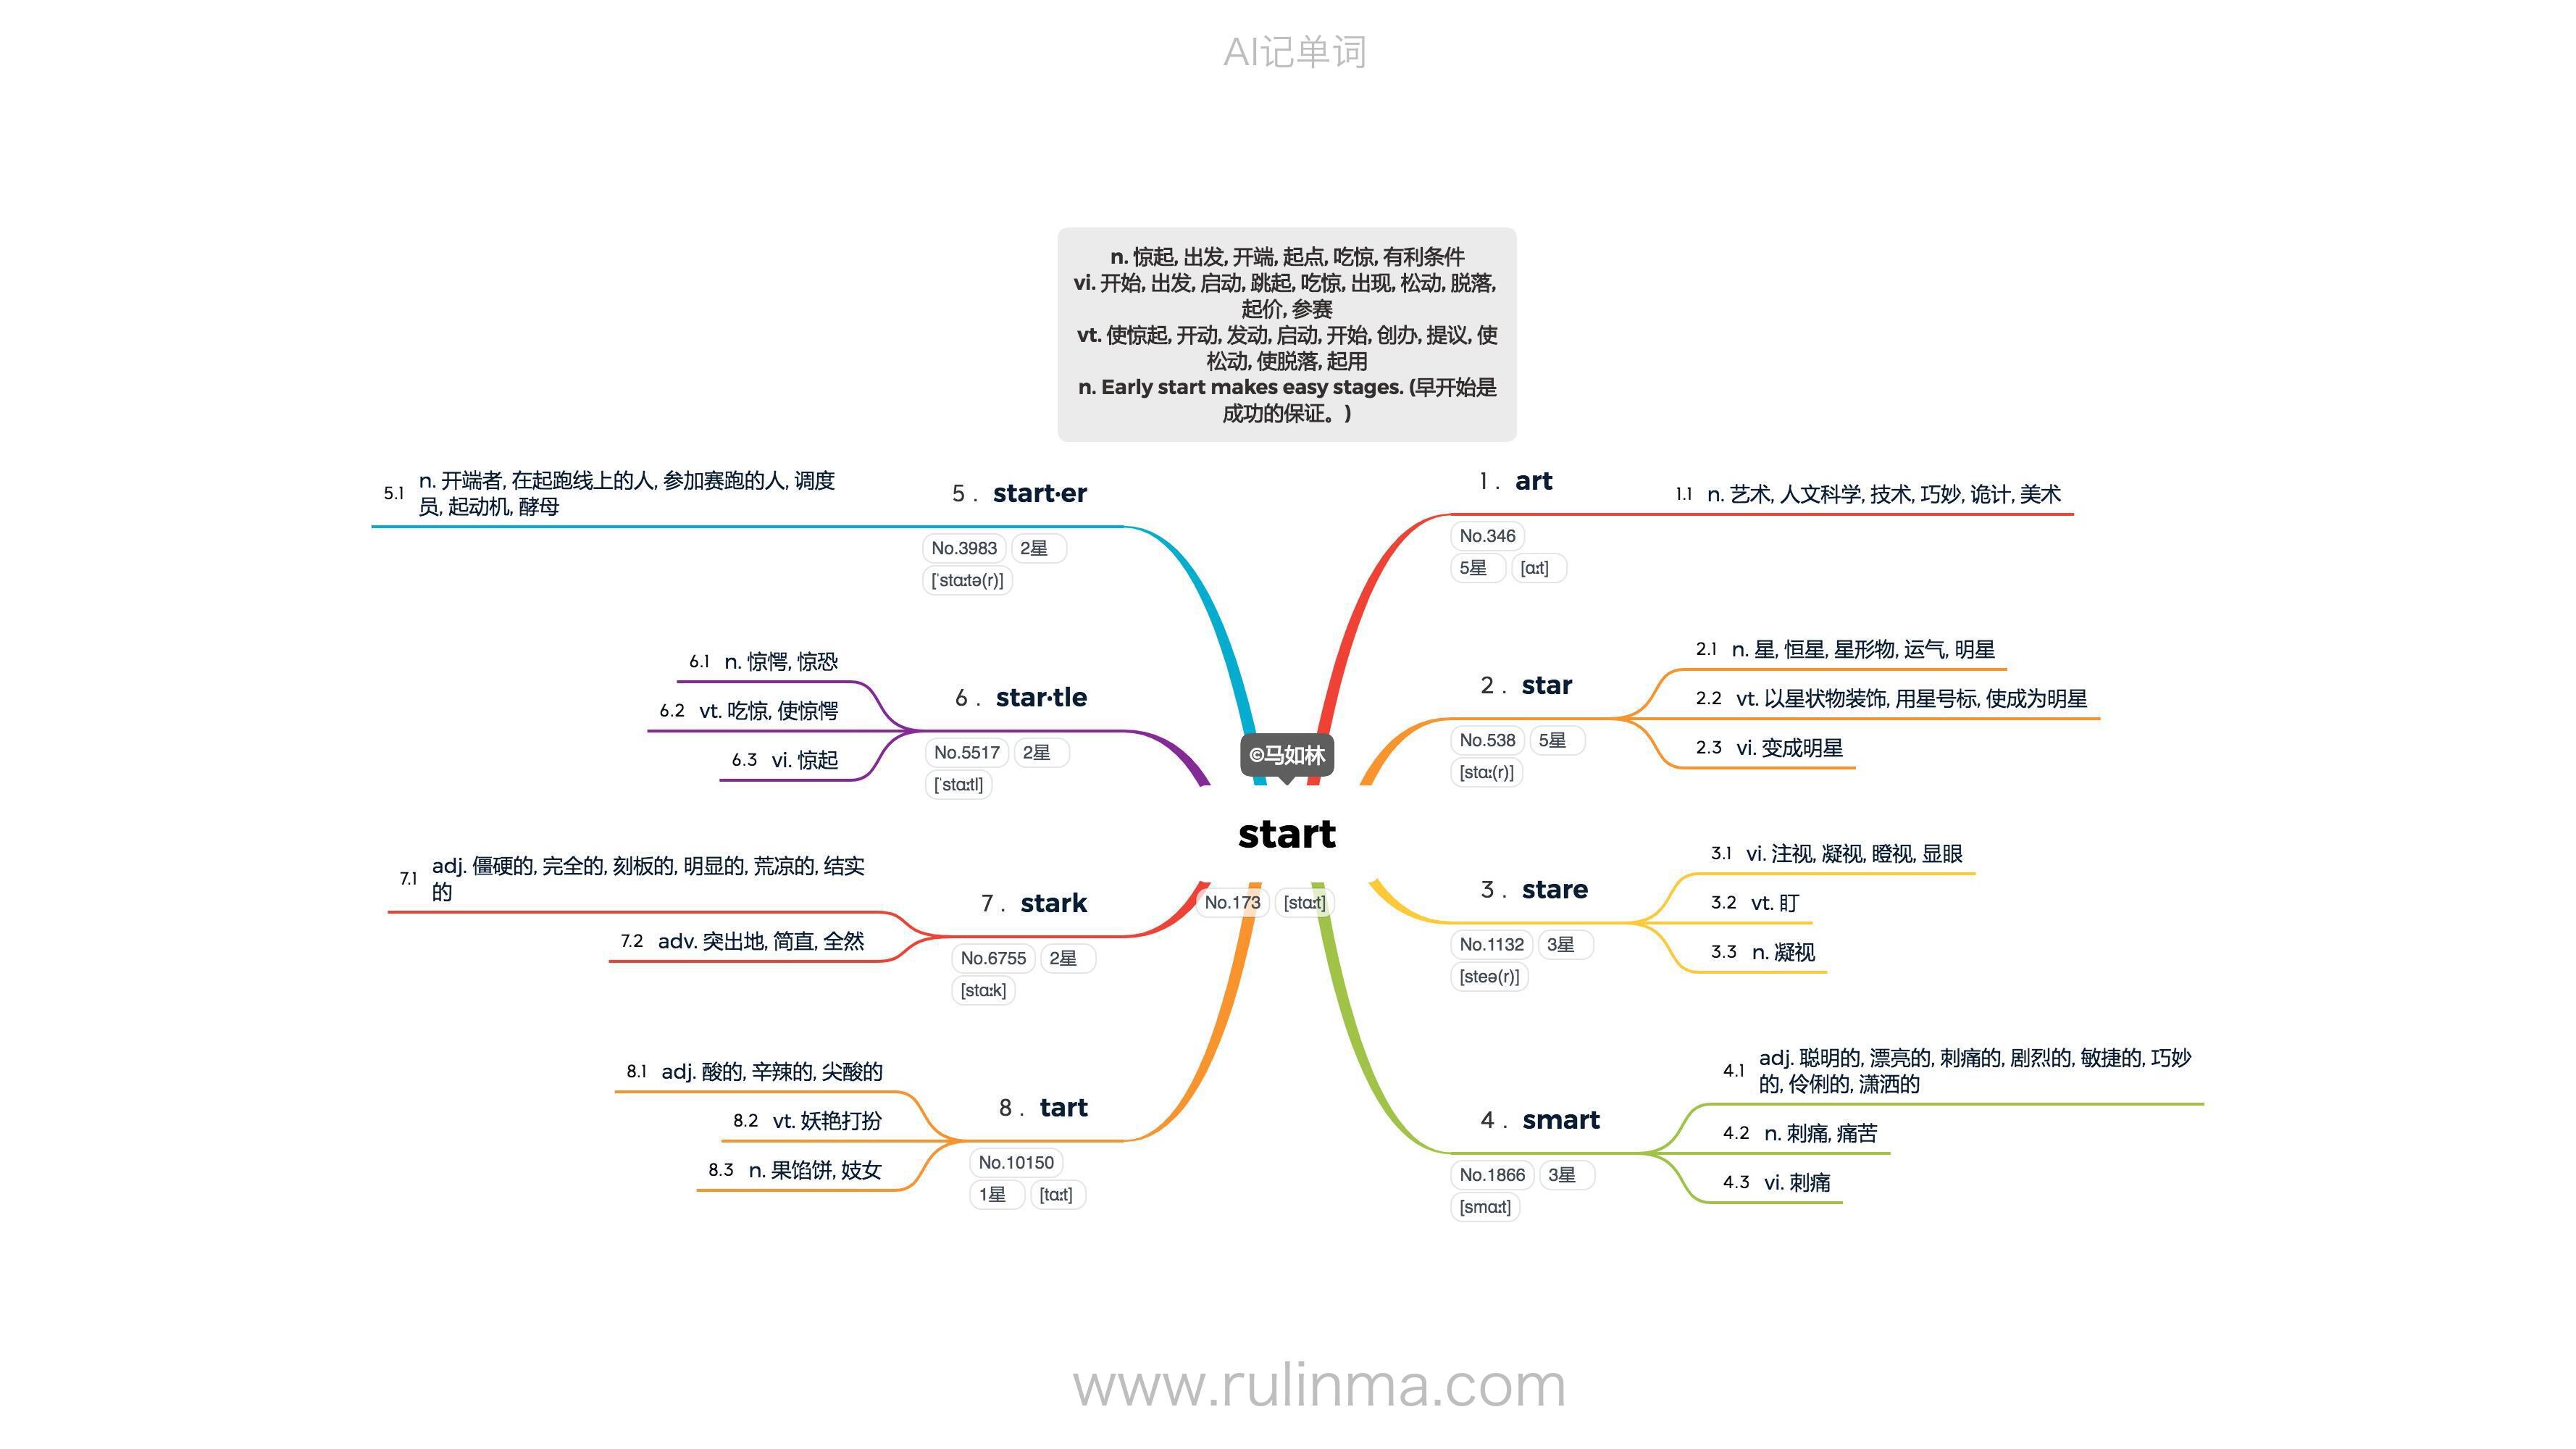 AI记单词
n. 惊起, 出发, 开端, 起点, 吃惊, 有利条件
vi. 开始, 出发, 启动, 跳起, 吃惊, 出现, 松动, 脱落,
起价, 参赛
vt. 使惊起, 开动, 发动, 启动, 开始, 创办, 提议, 使
松动, 使脱落, 起用
n. Early start makes easy stages. (早开始是
成功的保证。)
©马如林
start
No.173 [stɑːt]
1 . art
No.346
5星 [ɑːt]
1.1 n. 艺术, 人文科学, 技术, 巧妙, 诡计, 美术
2 . star
No.538 5星
[stɑː(r)]
2.1 n. 星, 恒星, 星形物, 运气, 明星
2.2 vt. 以星状物装饰, 用星号标, 使成为明星
2.3 vi. 变成明星
3 . stare
No.1132 3星
[steə(r)]
3.1 vi. 注视, 凝视, 瞪视, 显眼
3.2 vt. 盯
3.3 n. 凝视
4 . smart
No.1866 3星
[smɑːt]
4.1 adj. 聪明的, 漂亮的, 刺痛的, 剧烈的, 敏捷的, 巧妙
的, 伶俐的, 潇洒的
4.2 n. 刺痛, 痛苦
4.3 vi. 刺痛
5 . start·er
No.3983 2星
[ˈstɑːtə(r)]
5.1 n. 开端者, 在起跑线上的人, 参加赛跑的人, 调度
员, 起动机, 酵母
6 . star·tle
No.5517 2星
[ˈstɑːtl]
6.1 n. 惊愕, 惊恐
6.2 vt. 吃惊, 使惊愕
6.3 vi. 惊起
7 . stark
No.6755 2星
[stɑːk]
7.1 adj. 僵硬的, 完全的, 刻板的, 明显的, 荒凉的, 结实
的
7.2 adv. 突出地, 简直, 全然
8 . tart
No.10150
1星 [tɑːt]
8.1 adj. 酸的, 辛辣的, 尖酸的
8.2 vt. 妖艳打扮
8.3 n. 果馅饼, 妓女
www.rulinma.com